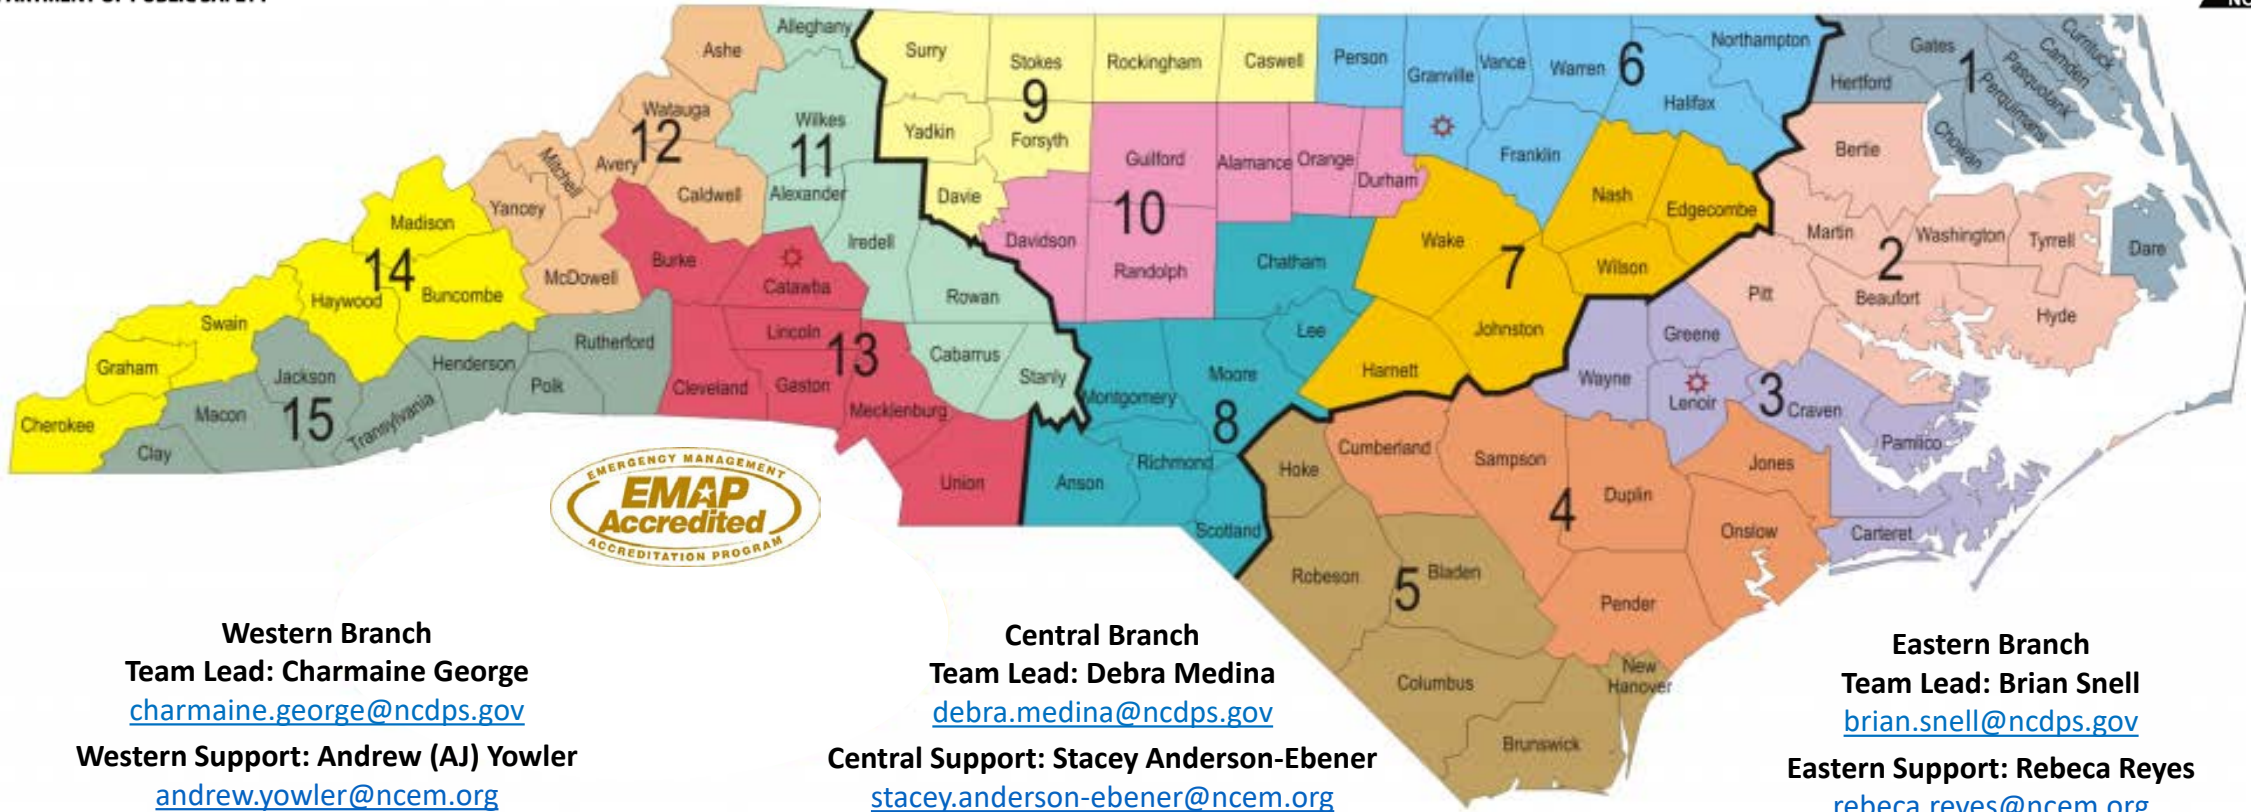 Alleghany
Ashe
Surry
Stokes
Rockingham
Caswell
Person
Granville
Vance
Warren
6
Northampton
Gates
1
Currituck
Camden
Pasquotank
Perquimans
Hertford
Chowan
Halifax
Watauga
12
Wilkes
11
Yadkin
9
Forsyth
Guilford
Alamance
Orange
Durham
Franklin
Nash
Edgecombe
Bertie
Mitchell
Avery
Caldwell
Alexander
Davie
10
Yancey
Madison
Iredell
Davidson
Randolph
Chatham
Wake
7
Wilson
Martin
2
Washington
Tyrrell
Dare
14
Haywood
Buncombe
McDowell
Burke
Catawba
Rowan
Pitt
Beaufort
Hyde
Swain
Graham
Cherokee
Jackson
Macon
15
Clay
Transylvania
Henderson
Polk
Rutherford
Lincoln
13
Cleveland
Gaston
Mecklenburg
Cabarrus
Stanly
Montgomery
Moore
Lee
8
Harnett
Johnston
Wayne
Greene
Lenoir
3
Craven
Pamlico
Union
Anson
Richmond
Scotland
Hoke
Cumberland
Sampson
4
Duplin
Jones
Onslow
Carteret
Robeson
5
Bladen
Pender
Columbus
New
Hanover
Brunswick
EMERGENCY MANAGEMENT
EMAP
Accredited
ACCREDITATION PROGRAM
Western Branch
Team Lead: Charmaine George
charmaine.george@ncdps.gov
Western Support: Andrew (AJ) Yowler
andrew.yowler@ncem.org
Central Branch
Team Lead: Debra Medina
debra.medina@ncdps.gov
Central Support: Stacey Anderson-Ebener
stacey.anderson-ebener@ncem.org
Eastern Branch
Team Lead: Brian Snell
brian.snell@ncdps.gov
Eastern Support: Rebeca Reyes
rebeca.reyes@ncem.org